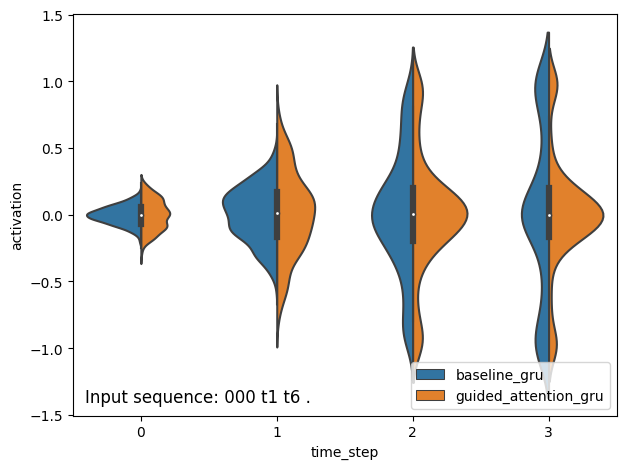 1.5
1.0
0.5
0.0
−0.5
−1.0
−1.5
activation
Input sequence: 000 t1 t6 .
baseline_gru
guided_attention_gru
0 1 2 3
time_step